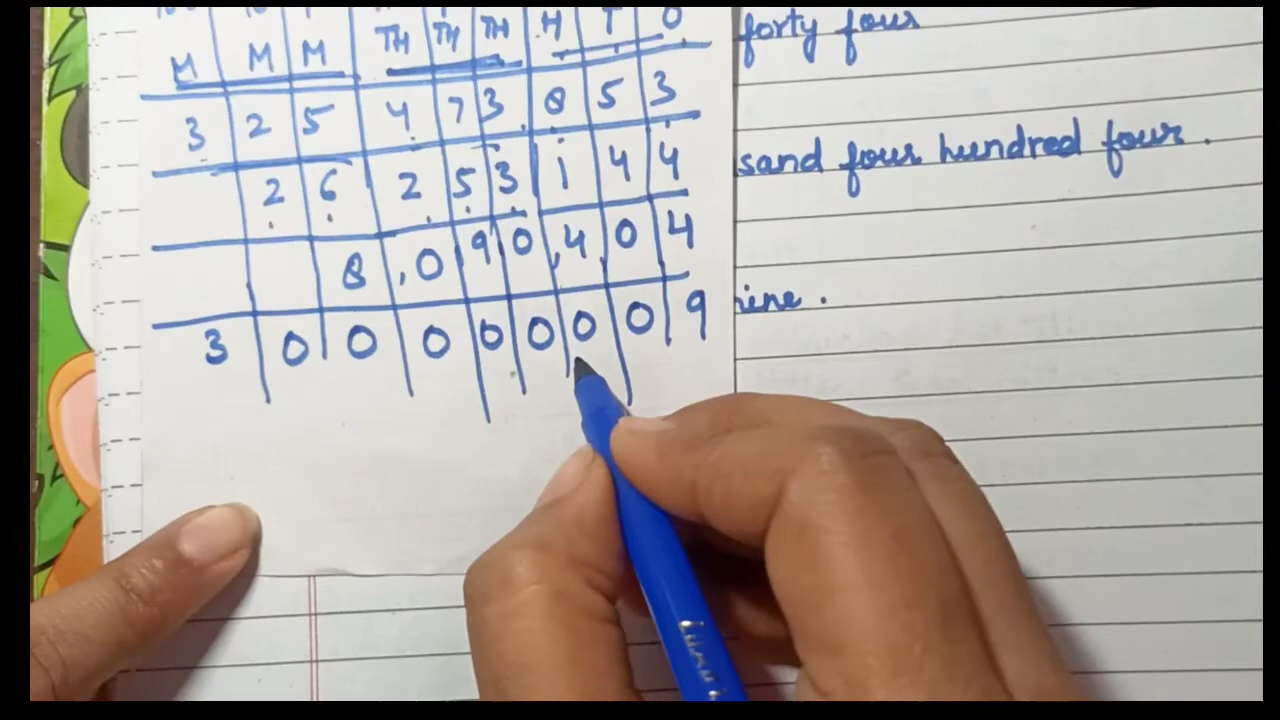 TH TH TH H T O
M M M
forty four
3 2 5 4 7 3 , 8 5 3
sand four hundred four .
2 6 2 5 3 1 4 4
8 , 0 9 0 , 4 0 4
ine .
3 0 0 0 0 0 0 0 9